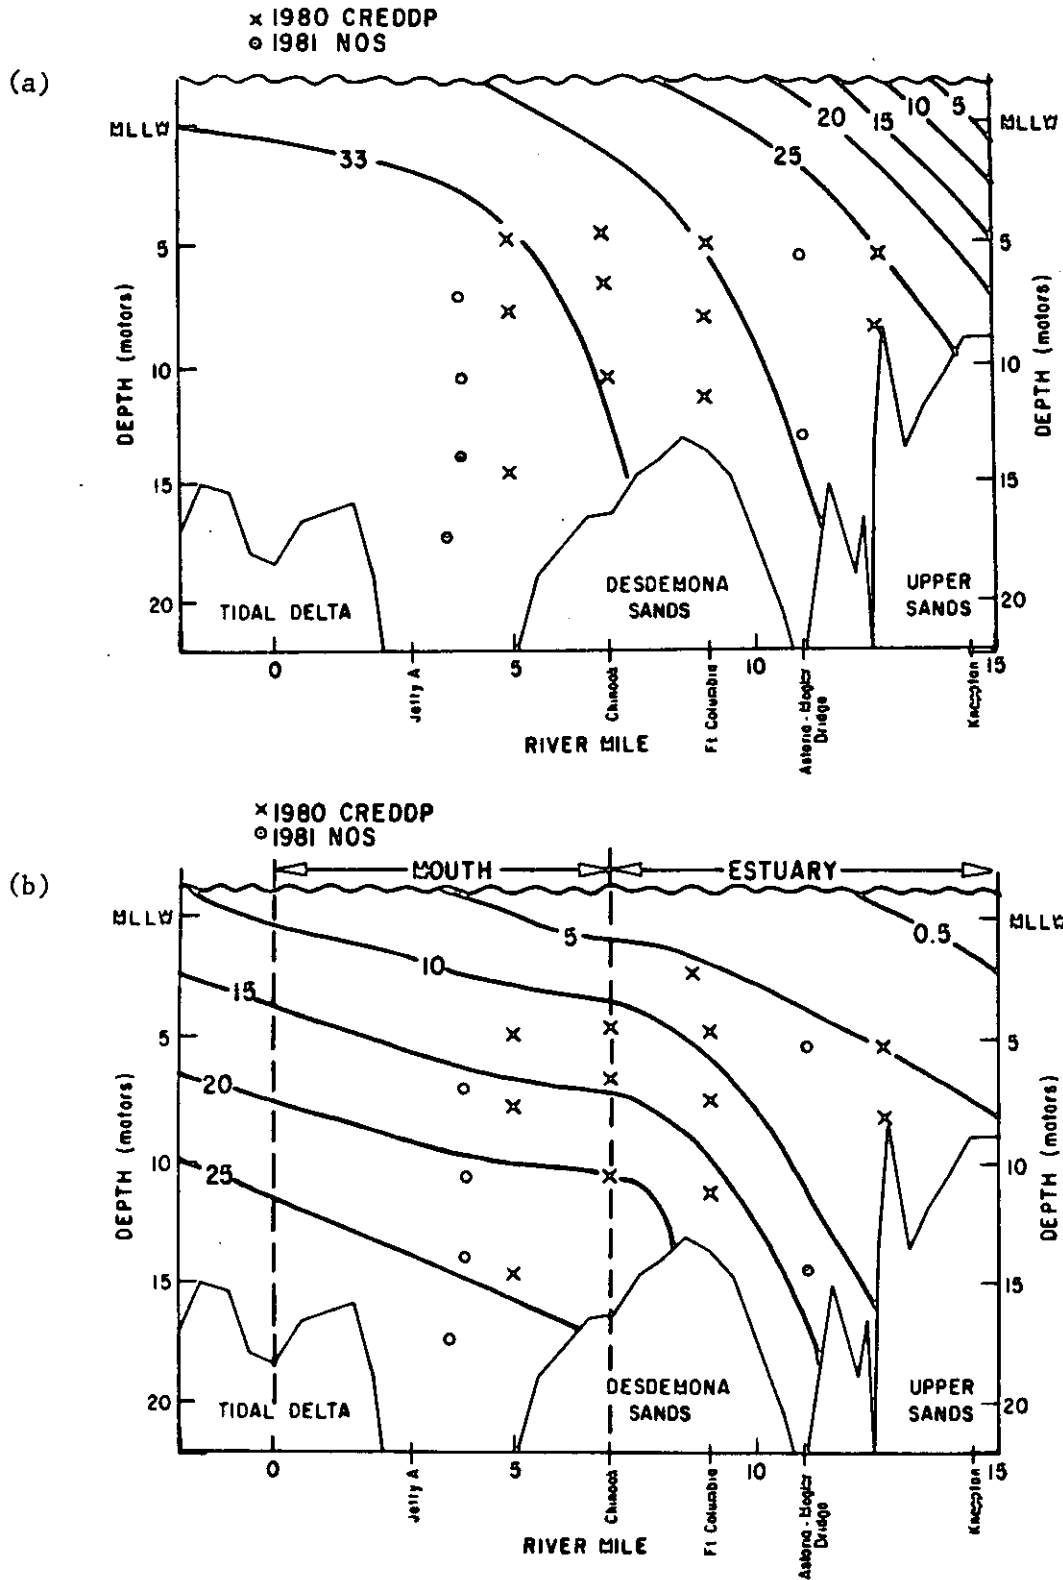 x 1980 CREDDP
o 1981 NOS
(a)
MLLW
MLLW
5
10
15
20
25
33
5
5
10
10
15
15
20
20
DEPTH (meters)
DEPTH (meters)
TIDAL DELTA
DESDEMONA
SANDS
UPPER
SANDS
0
5
10
15
Jetty A
Chinook
Ft Columbia
Astoria - Megler
Bridge
Knappton
RIVER MILE
x 1980 CREDDP
o 1981 NOS
(b)
MOUTH
ESTUARY
MLLW
MLLW
0.5
5
10
15
20
25
5
5
10
10
15
15
20
20
DEPTH (meters)
DEPTH (meters)
TIDAL DELTA
DESDEMONA
SANDS
UPPER
SANDS
0
5
10
15
Jetty A
Chinook
Ft Columbia
Astoria - Megler
Bridge
Knappton
RIVER MILE